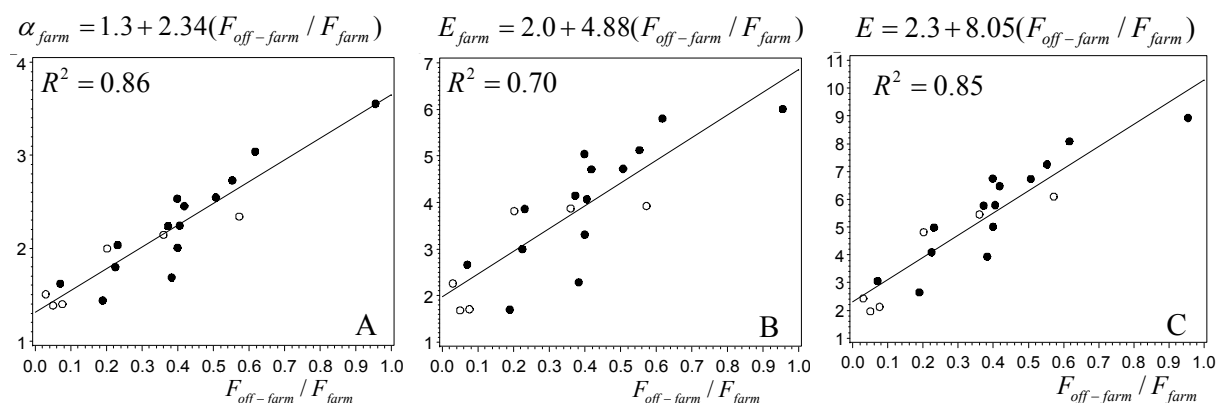 α_farm = 1.3 + 2.34(F_off-farm / F_farm)
R² = 0.86
4
3
2
1
0.0 0.1 0.2 0.3 0.4 0.5 0.6 0.7 0.8 0.9 1.0
A
F_off-farm / F_farm
E_farm = 2.0 + 4.88(F_off-farm / F_farm)
R² = 0.70
7
6
5
4
3
2
1
0.0 0.1 0.2 0.3 0.4 0.5 0.6 0.7 0.8 0.9 1.0
B
F_off-farm / F_farm
E = 2.3 + 8.05(F_off-farm / F_farm)
R² = 0.85
11
10
9
8
7
6
5
4
3
2
1
0.0 0.1 0.2 0.3 0.4 0.5 0.6 0.7 0.8 0.9 1.0
C
F_off-farm / F_farm